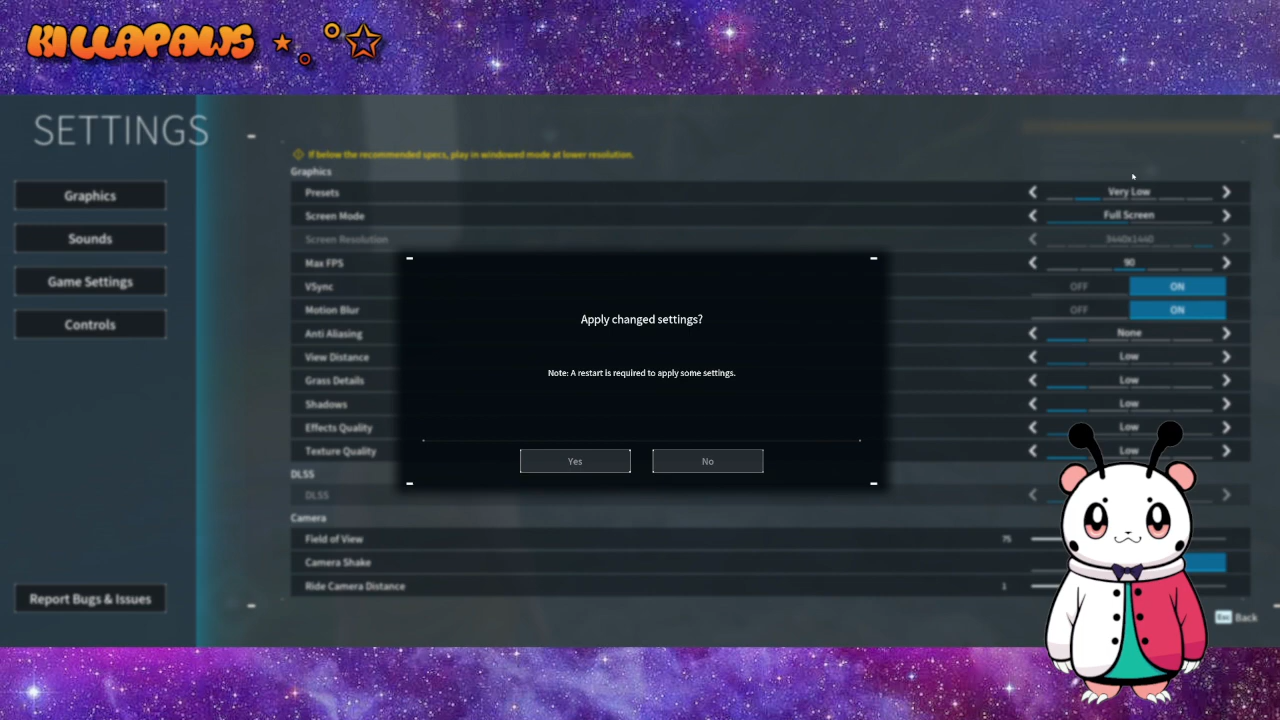 KILLAPAWS
SETTINGS
Graphics
Sounds
Game Settings
Controls
Report Bugs & Issues
If below the recommended specs, play in windowed mode at lower resolution.
Graphics
Presets Very Low
Screen Mode Full Screen
Screen Resolution 3440x1440
Max FPS 90
VSync OFF ON
Motion Blur OFF ON
Anti Aliasing None
View Distance Low
Grass Details Low
Shadows Low
Effects Quality Low
Texture Quality Low
DLSS
DLSS
Camera
Field of View 75
Camera Shake
Ride Camera Distance 1
Apply changed settings?
Note: A restart is required to apply some settings.
Yes No
Esc Back